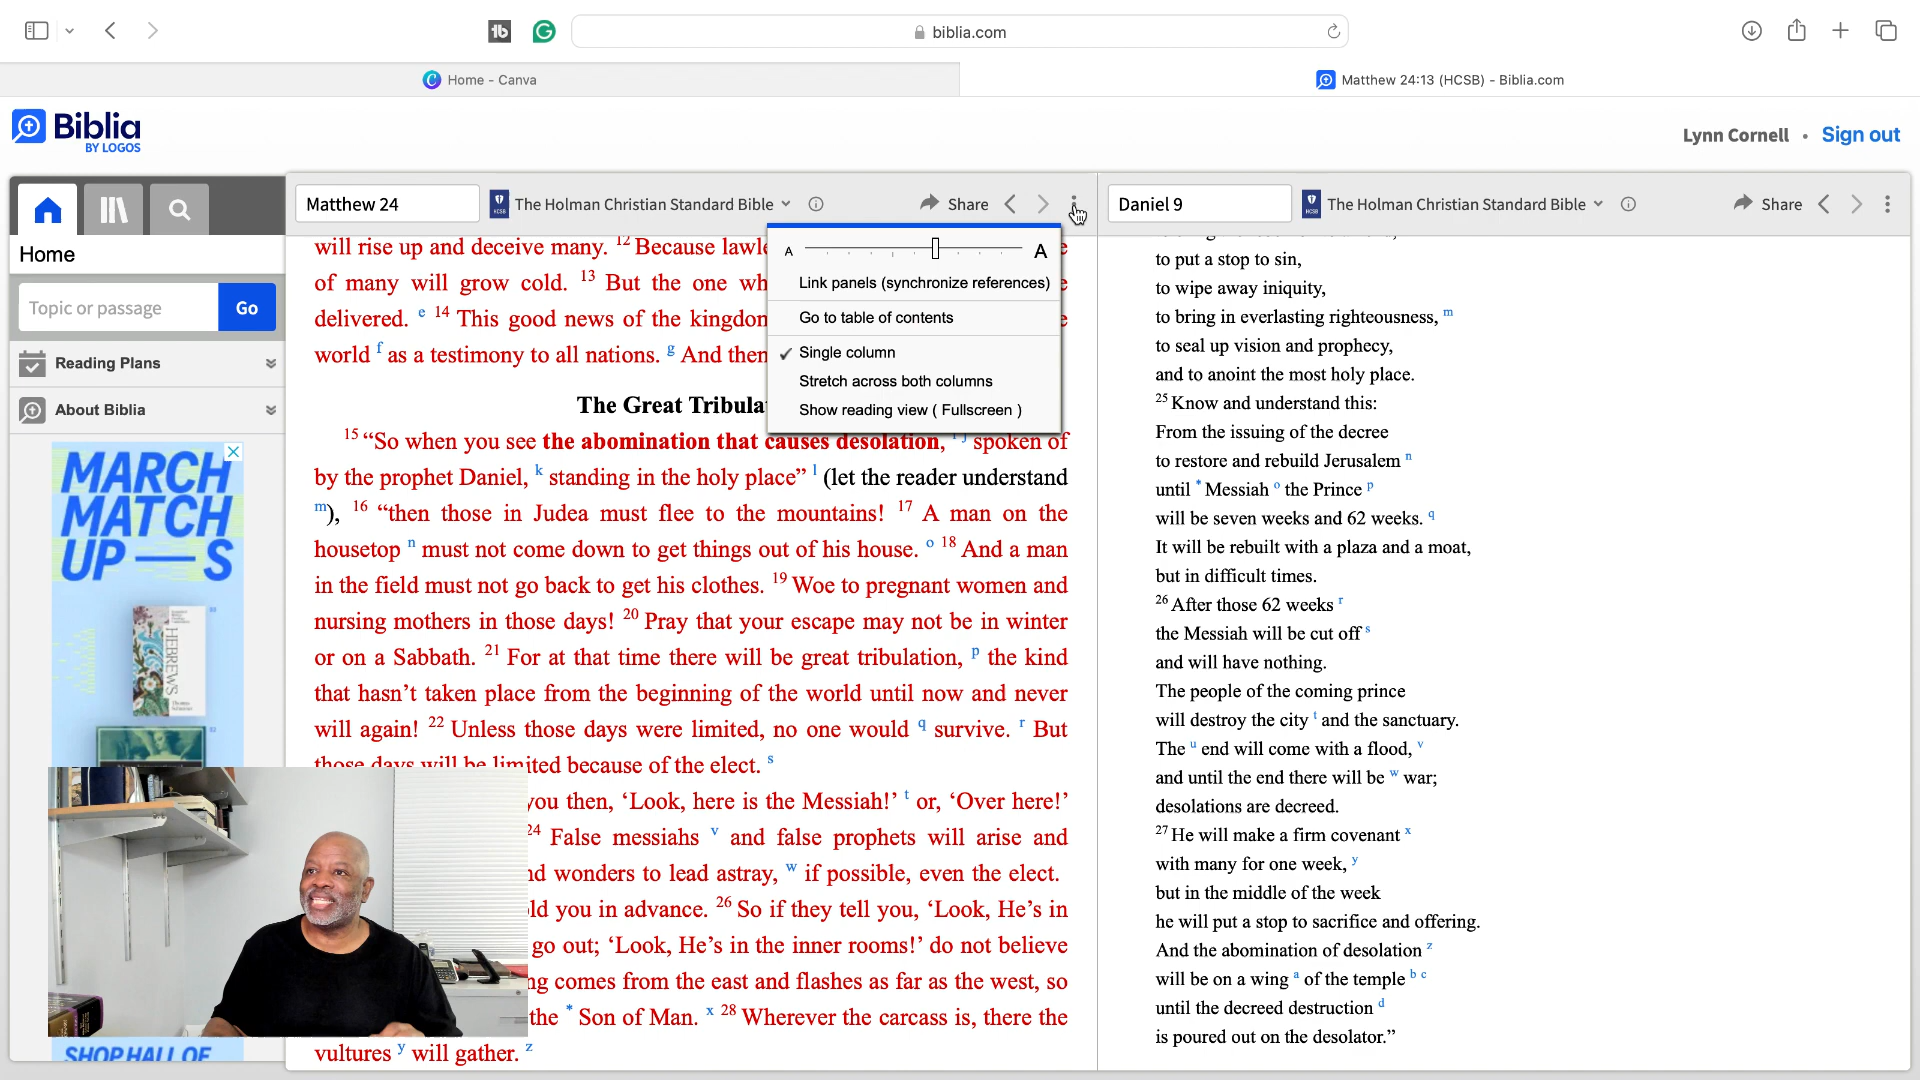 biblia.com
Home - Canva
Matthew 24:13 (HCSB) - Biblia.com
Biblia
BY LOGOS
Lynn Cornell • Sign out
Home
Topic or passage
Go
Reading Plans
About Biblia
MARCH
MATCH
UP—S
HEBREWS
SHOP HALL OF
Matthew 24
HCSB
The Holman Christian Standard Bible
Share
will rise up and deceive many. 12 Because lawle
of many will grow cold. 13 But the one wh
delivered. e 14 This good news of the kingdom
world f as a testimony to all nations. g And then
A A
Link panels (synchronize references)
Go to table of contents
✓ Single column
Stretch across both columns
Show reading view ( Fullscreen )
The Great Tribula
15 “So when you see the abomination that causes desolation, i j spoken of
by the prophet Daniel, k standing in the holy place” l (let the reader understand
m), 16 “then those in Judea must flee to the mountains! 17 A man on the
housetop n must not come down to get things out of his house. o 18 And a man
in the field must not go back to get his clothes. 19 Woe to pregnant women and
nursing mothers in those days! 20 Pray that your escape may not be in winter
or on a Sabbath. 21 For at that time there will be great tribulation, p the kind
that hasn’t taken place from the beginning of the world until now and never
will again! 22 Unless those days were limited, no one would q survive. r But
those days will be limited because of the elect. s
you then, ‘Look, here is the Messiah!’ t or, ‘Over here!’
24 False messiahs v and false prophets will arise and
nd wonders to lead astray, w if possible, even the elect.
ld you in advance. 26 So if they tell you, ‘Look, He’s in
go out; ‘Look, He’s in the inner rooms!’ do not believe
ng comes from the east and flashes as far as the west, so
the * Son of Man. x 28 Wherever the carcass is, there the
vultures y will gather. z
Daniel 9
HCSB
The Holman Christian Standard Bible
Share
to put a stop to sin,
to wipe away iniquity,
to bring in everlasting righteousness, m
to seal up vision and prophecy,
and to anoint the most holy place.
25 Know and understand this:
From the issuing of the decree
to restore and rebuild Jerusalem n
until * Messiah o the Prince p
will be seven weeks and 62 weeks. q
It will be rebuilt with a plaza and a moat,
but in difficult times.
26 After those 62 weeks r
the Messiah will be cut off s
and will have nothing.
The people of the coming prince
will destroy the city t and the sanctuary.
The u end will come with a flood, v
and until the end there will be w war;
desolations are decreed.
27 He will make a firm covenant x
with many for one week, y
but in the middle of the week
he will put a stop to sacrifice and offering.
And the abomination of desolation z
will be on a wing a of the temple b c
until the decreed destruction d
is poured out on the desolator.”